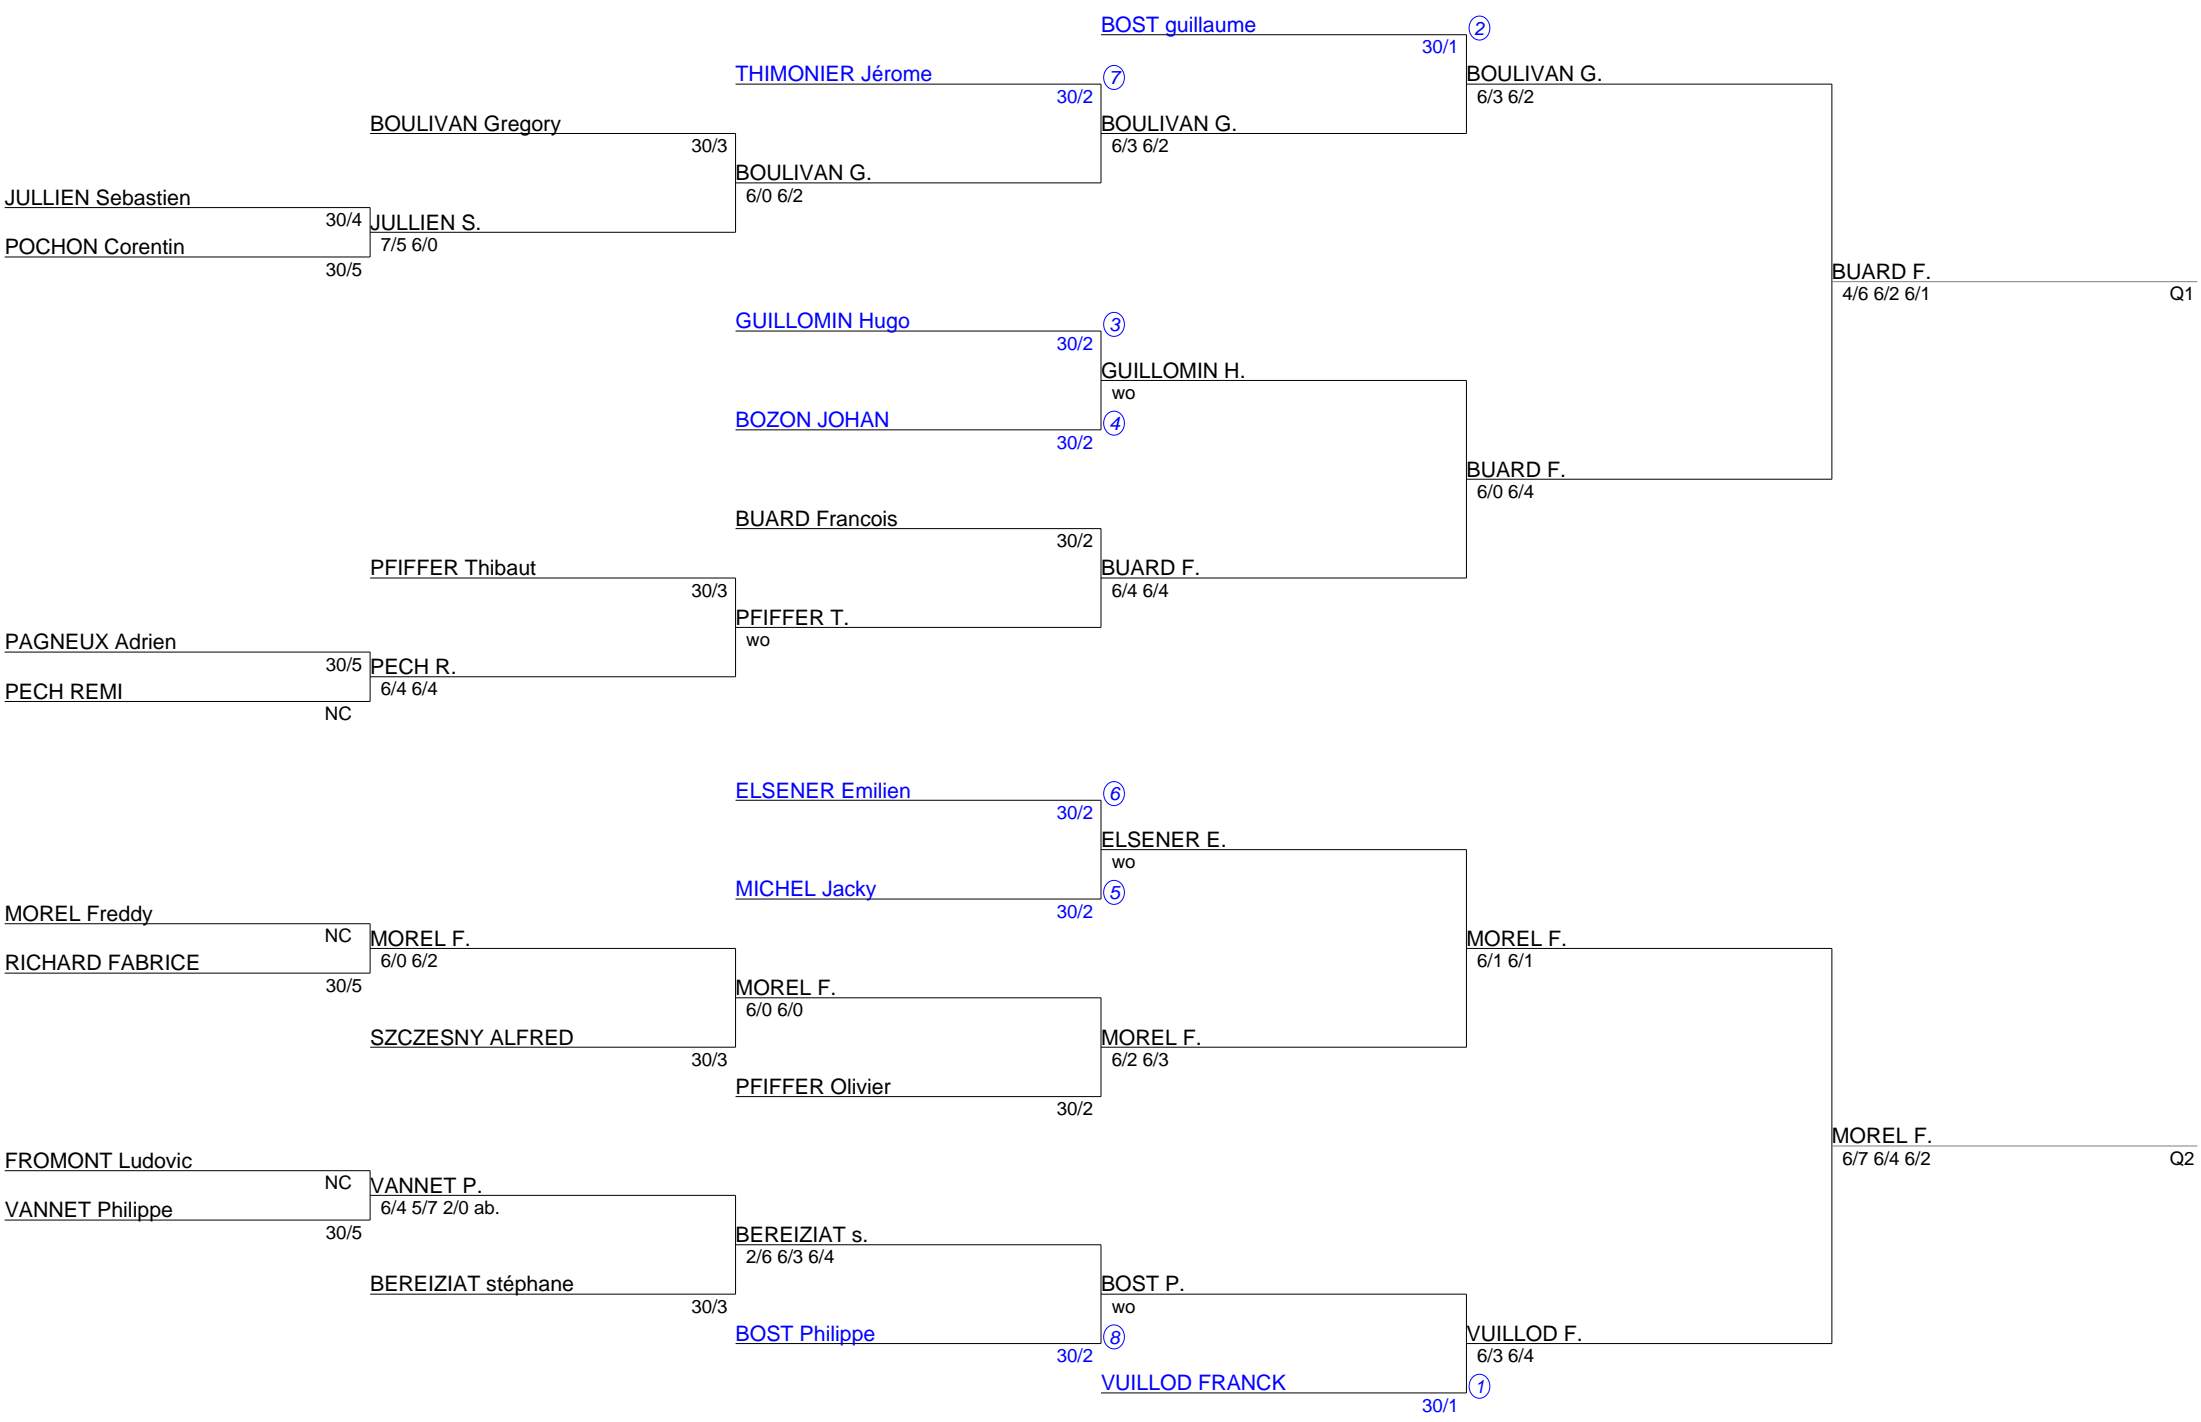 BOST guillaume
2
30/1
THIMONIER Jérome
7
BOULIVAN G.
30/2
6/3 6/2
BOULIVAN Gregory
BOULIVAN G.
30/3
6/3 6/2
BOULIVAN G.
JULLIEN Sebastien
6/0 6/2
30/4
JULLIEN S.
POCHON Corentin
7/5 6/0
30/5
BUARD F.
4/6 6/2 6/1
Q1
GUILLOMIN Hugo
3
30/2
GUILLOMIN H.
wo
BOZON JOHAN
4
30/2
BUARD F.
6/0 6/4
BUARD Francois
30/2
PFIFFER Thibaut
BUARD F.
30/3
6/4 6/4
PFIFFER T.
PAGNEUX Adrien
wo
30/5
PECH R.
PECH REMI
6/4 6/4
NC
ELSENER Emilien
6
30/2
ELSENER E.
wo
MICHEL Jacky
5
30/2
MOREL Freddy
NC
MOREL F.
MOREL F.
RICHARD FABRICE
6/0 6/2
6/1 6/1
30/5
MOREL F.
6/0 6/0
SZCZESNY ALFRED
MOREL F.
30/3
6/2 6/3
PFIFFER Olivier
30/2
MOREL F.
FROMONT Ludovic
6/7 6/4 6/2
Q2
NC
VANNET P.
VANNET Philippe
6/4 5/7 2/0 ab.
30/5
BEREIZIAT s.
2/6 6/3 6/4
BEREIZIAT stéphane
BOST P.
30/3
wo
BOST Philippe
8
VUILLOD F.
30/2
6/3 6/4
VUILLOD FRANCK
1
30/1